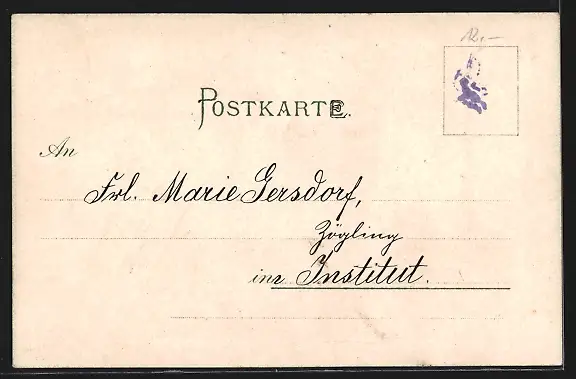 12,-
POSTKARTE.
An
Frl. Marie Gersdorf,
Zögling
im Institut.